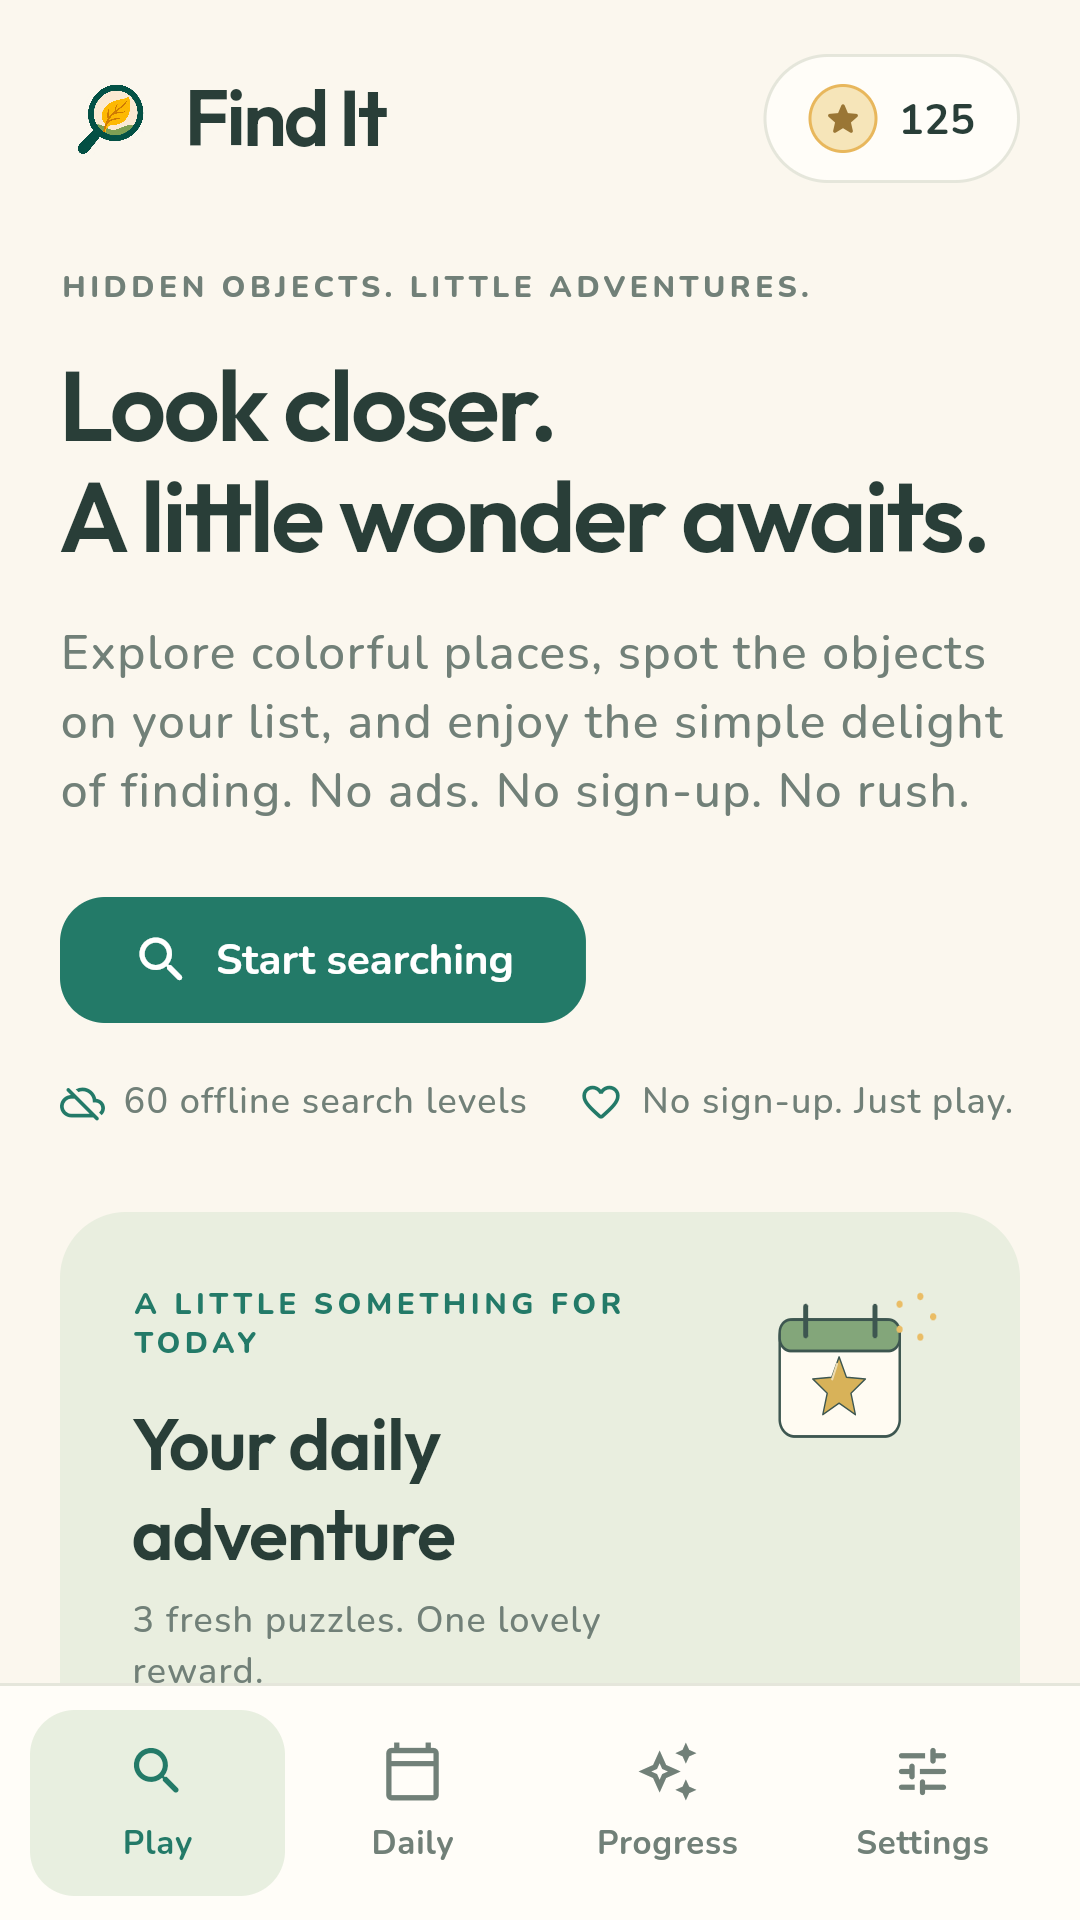 Find It
125
HIDDEN OBJECTS. LITTLE ADVENTURES.
Look closer.
A little wonder awaits.
Explore colorful places, spot the objects
on your list, and enjoy the simple delight
of finding. No ads. No sign-up. No rush.
Start searching
60 offline search levels
No sign-up. Just play.
A LITTLE SOMETHING FOR
TODAY
Your daily
adventure
3 fresh puzzles. One lovely
reward.
Play
Daily
Progress
Settings